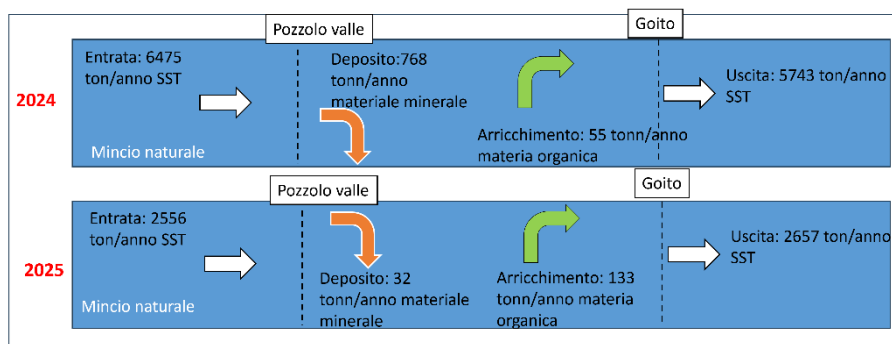 Pozzolo valle
Goito
2024
Entrata: 6475
ton/anno SST
Deposito:768
tonn/anno
materiale minerale
Arricchimento: 55 tonn/anno
materia organica
Uscita: 5743 ton/anno
SST
Mincio naturale
Pozzolo valle
Goito
2025
Entrata: 2556
ton/anno SST
Deposito: 32
tonn/anno materiale
minerale
Arricchimento: 133
tonn/anno materia
organica
Uscita: 2657 ton/anno
SST
Mincio naturale